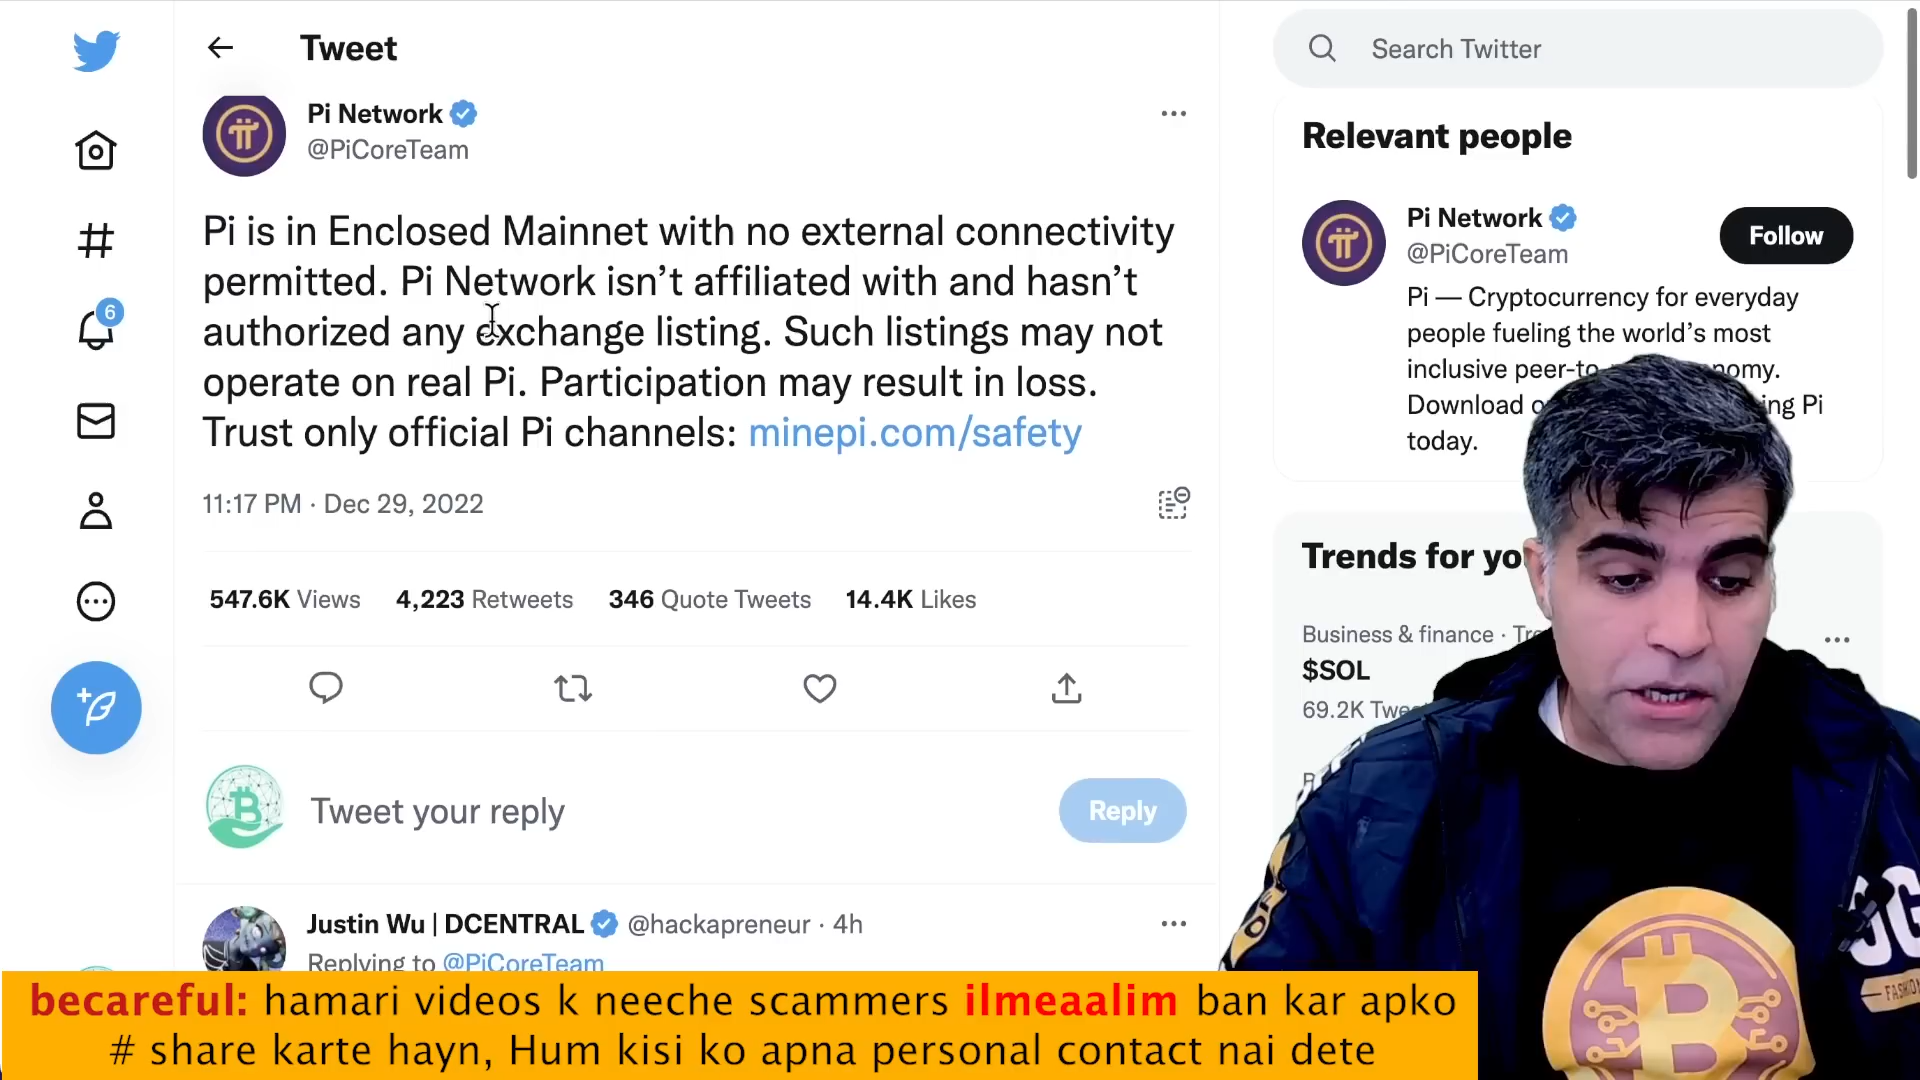 Tweet
Search Twitter
Pi Network
@PiCoreTeam
Pi is in Enclosed Mainnet with no external connectivity
permitted. Pi Network isn’t affiliated with and hasn’t
authorized any exchange listing. Such listings may not
operate on real Pi. Participation may result in loss.
Trust only official Pi channels: minepi.com/safety
11:17 PM · Dec 29, 2022
547.6K Views 4,223 Retweets 346 Quote Tweets 14.4K Likes
Tweet your reply
Reply
Justin Wu | DCENTRAL @hackapreneur · 4h
Replying to @PiCoreTeam
6
Relevant people
Pi Network
@PiCoreTeam
Follow
Pi — Cryptocurrency for everyday
people fueling the world’s most
inclusive
Download
Pi
today.
Trends for
Business & finance ·
$SOL
69.2K
becareful: hamari videos k neeche scammers ilmeaalim ban kar apko
# share karte hayn, Hum kisi ko apna personal contact nai dete